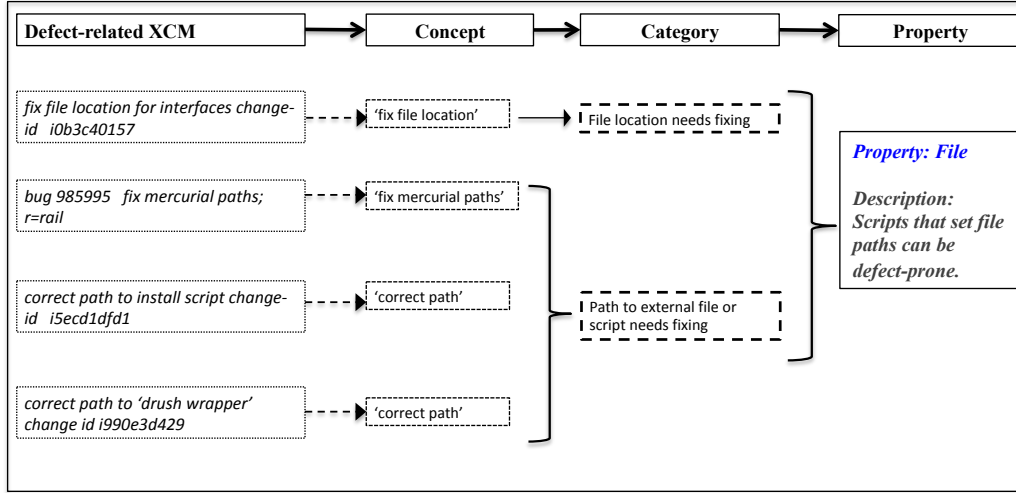 Defect-related XCM
Concept
Category
Property
fix file location for interfaces change-
id i0b3c40157
‘fix file location’
File location needs fixing
bug 985995 fix mercurial paths;
r=rail
‘fix mercurial paths’
correct path to install script change-
id i5ecd1dfd1
‘correct path’
Path to external file or
script needs fixing
correct path to ‘drush wrapper’
change id i990e3d429
‘correct path’
Property: File
Description:
Scripts that set file
paths can be
defect-prone.